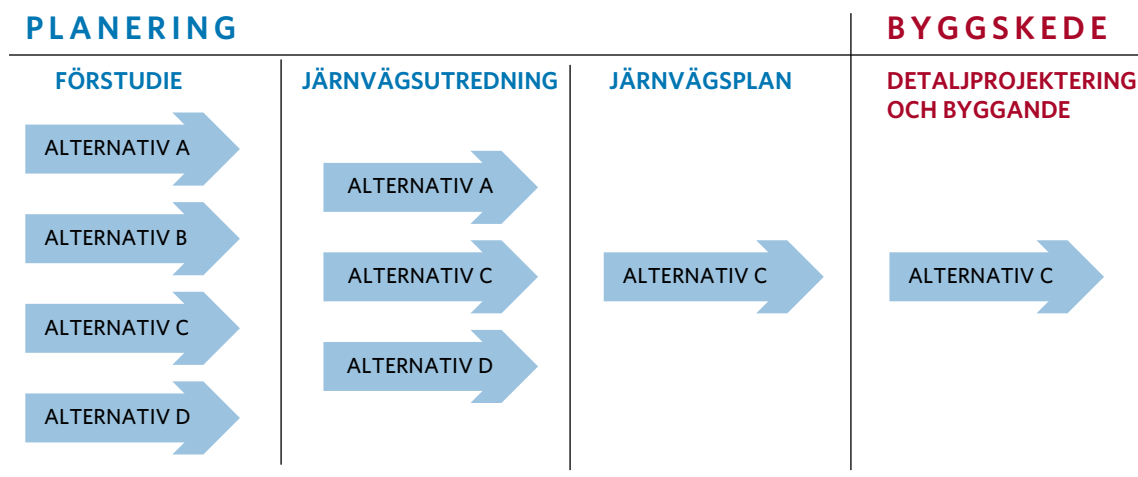 PLANERING
BYGGSKEDE
FÖRSTUDIE
JÄRNVÄGSUTREDNING
JÄRNVÄGSPLAN
DETALJPROJEKTERING
OCH BYGGANDE
ALTERNATIV A
ALTERNATIV B
ALTERNATIV C
ALTERNATIV D
ALTERNATIV A
ALTERNATIV C
ALTERNATIV D
ALTERNATIV C
ALTERNATIV C